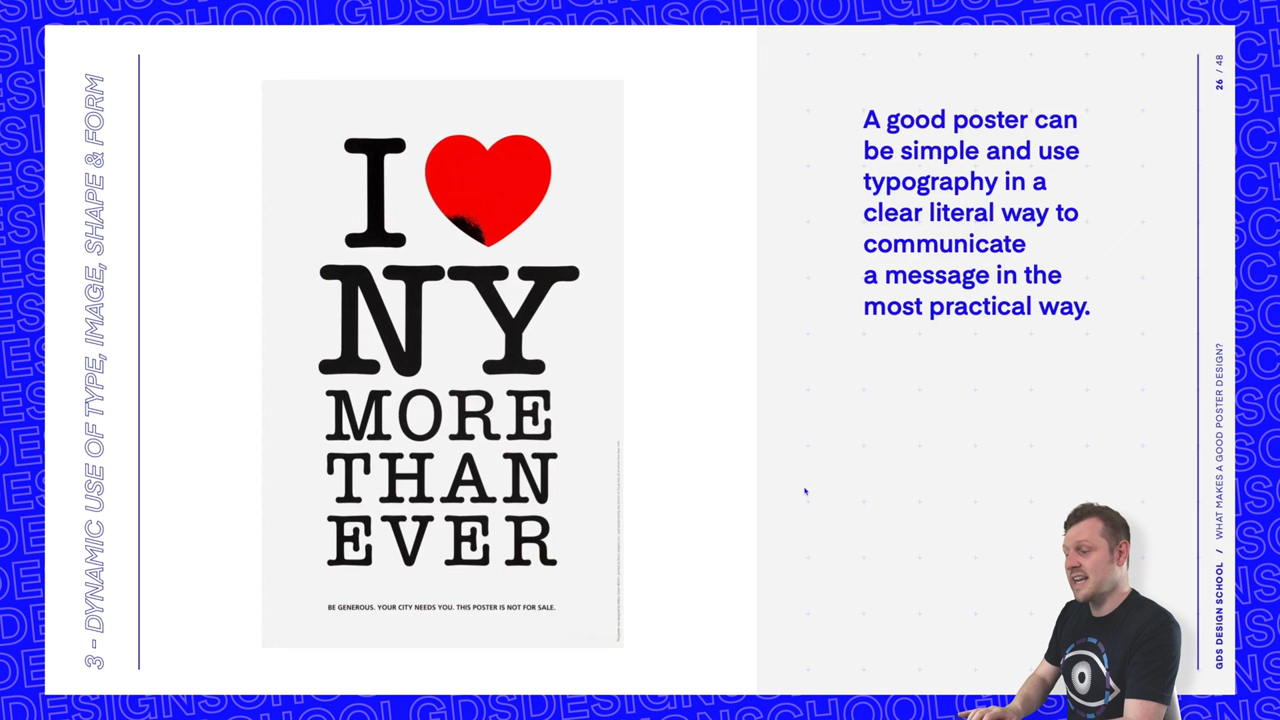 3 - DYNAMIC USE OF TYPE, IMAGE, SHAPE & FORM
I
NY
MORE
THAN
EVER
BE GENEROUS. YOUR CITY NEEDS YOU. THIS POSTER IS NOT FOR SALE.
A good poster can
be simple and use
typography in a
clear literal way to
communicate
a message in the
most practical way.
26 / 48
GDS DESIGN SCHOOL / WHAT MAKES A GOOD POSTER DESIGN?